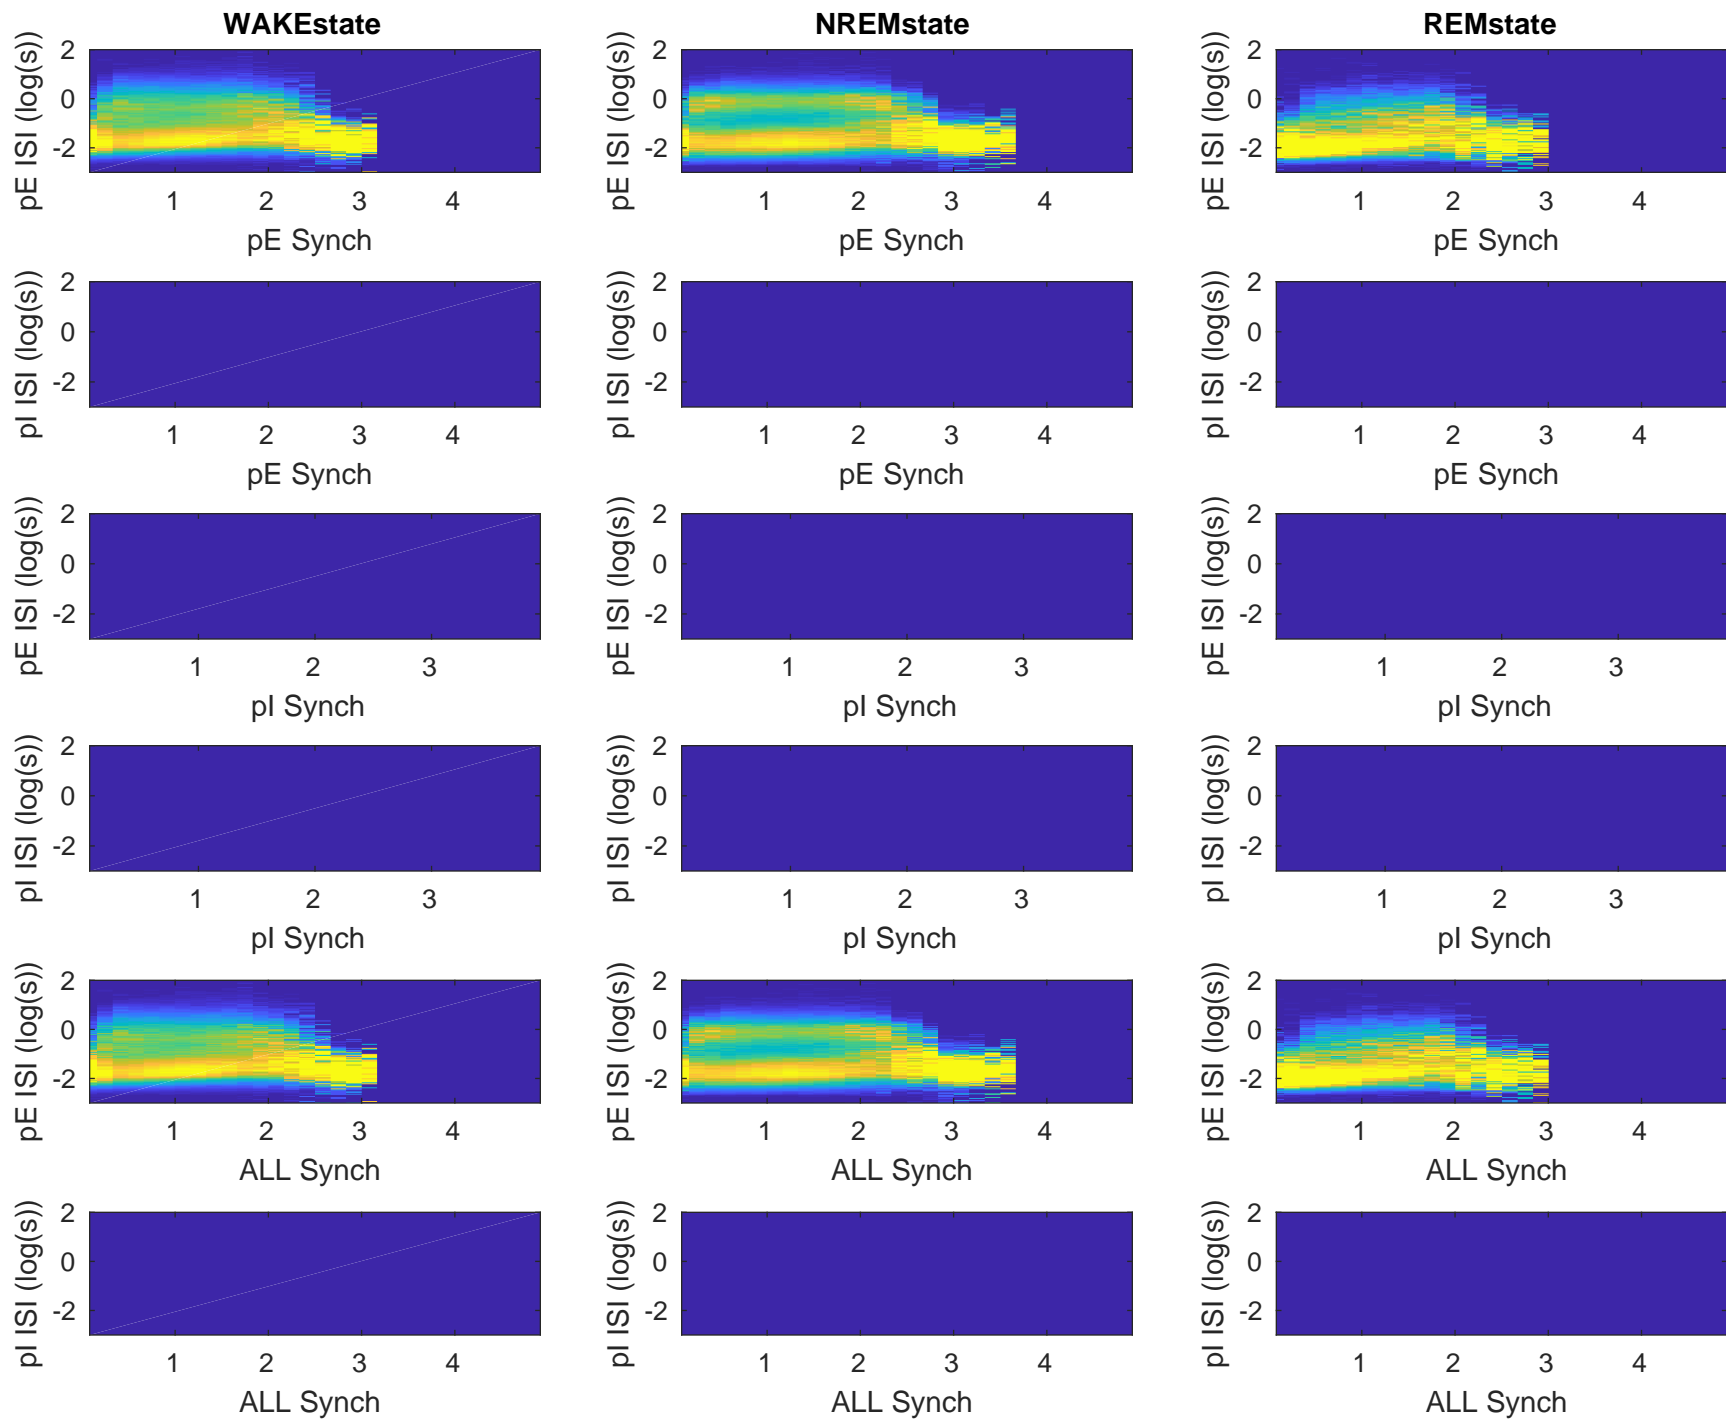 WAKEstate NREMstate REMstate
pE ISI (log(s)) 2 0 -2 pE ISI (log(s)) 2 0 -2 pE ISI (log(s)) 2 0 -2
1 2 3 4 1 2 3 4 1 2 3 4
pE Synch pE Synch pE Synch
pI ISI (log(s)) 2 0 -2 pI ISI (log(s)) 2 0 -2 pI ISI (log(s)) 2 0 -2
1 2 3 4 1 2 3 4 1 2 3 4
pE Synch pE Synch pE Synch
pE ISI (log(s)) 2 0 -2 pE ISI (log(s)) 2 0 -2 pE ISI (log(s)) 2 0 -2
1 2 3 1 2 3 1 2 3
pI Synch pI Synch pI Synch
pI ISI (log(s)) 2 0 -2 pI ISI (log(s)) 2 0 -2 pI ISI (log(s)) 2 0 -2
1 2 3 1 2 3 1 2 3
pI Synch pI Synch pI Synch
pE ISI (log(s)) 2 0 -2 pE ISI (log(s)) 2 0 -2 pE ISI (log(s)) 2 0 -2
1 2 3 4 1 2 3 4 1 2 3 4
ALL Synch ALL Synch ALL Synch
pI ISI (log(s)) 2 0 -2 pI ISI (log(s)) 2 0 -2 pI ISI (log(s)) 2 0 -2
1 2 3 4 1 2 3 4 1 2 3 4
ALL Synch ALL Synch ALL Synch